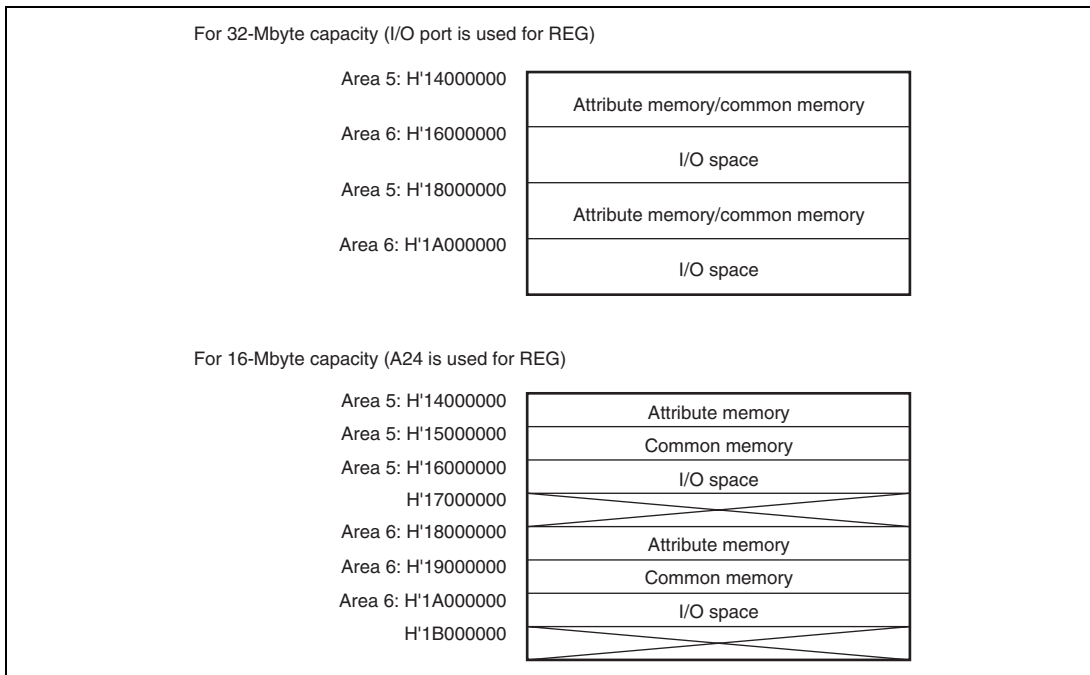 For 32-Mbyte capacity (I/O port is used for REG)
Area 5: H'14000000
Attribute memory/common memory
Area 6: H'16000000
I/O space
Area 5: H'18000000
Attribute memory/common memory
Area 6: H'1A000000
I/O space
For 16-Mbyte capacity (A24 is used for REG)
Area 5: H'14000000
Attribute memory
Area 5: H'15000000
Common memory
Area 5: H'16000000
I/O space
H'17000000
Area 6: H'18000000
Attribute memory
Area 6: H'19000000
Common memory
Area 6: H'1A000000
I/O space
H'1B000000